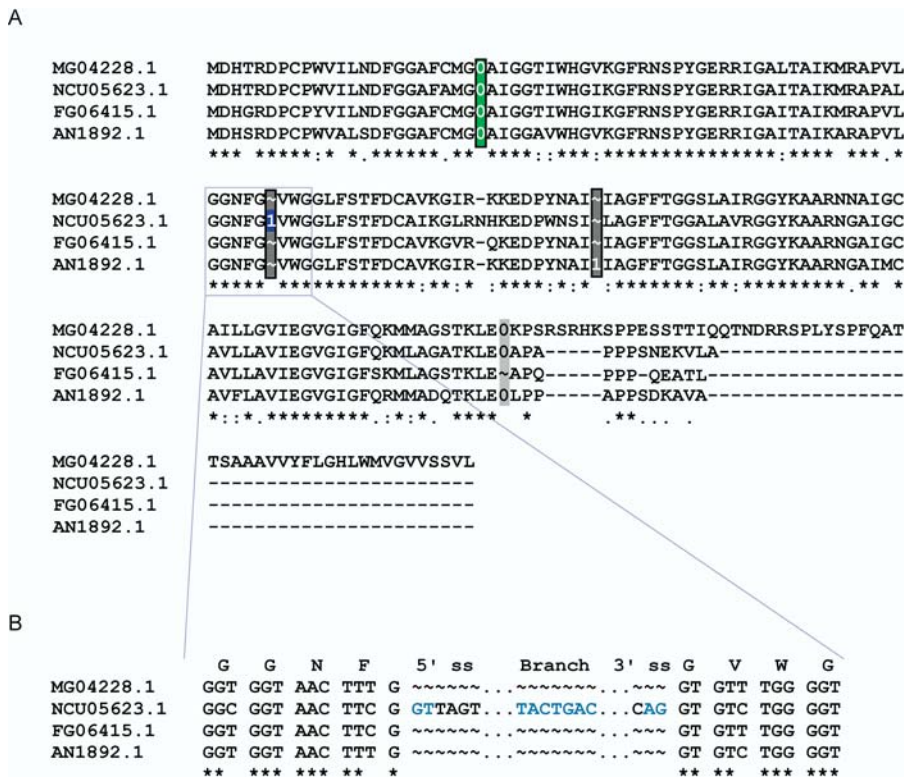 A
MG04228.1 MDHTRDPCPWVILNDFGGAFCMG0AIGGTIWHGVKGFRNSPYGERRIGALTAIKMRAPVL
NCU05623.1 MDHTRDPCPWVILNDFGGAFAMG0AIGGTIWHGIKGFRNSPYGERRIGAITAIKMRAPAL
FG06415.1 MDHGRDPCPYVILNDFGGAFCMG0AIGGTIWHGIKGFRNSPYGERRIGAITAIKMRAPVL
AN1892.1 MDHSRDPCPWVALSDFGGAFCMG0AIGGAVWHGVKGFRNSPYGERRIGAITAIKARAPVL
*** *****:* *.******.** ****::***:***************:**** ***.*
MG04228.1 GGNFG~VWGGLFSTFDCAVKGIR-KKEDPYNAI~IAGFFTGGSLAIRGGYKAARNNAIGC
NCU05623.1 GGNFG1VWGGLFSTFDCAIKGLRNHKEDPWNSI~LAGFFTGGALAVRGGYKAARNGAIGC
FG06415.1 GGNFG~VWGGLFSTFDCAVKGVR-QKEDPYNAI~IAGFFTGGSLAIRGGYKAARNGAIGC
AN1892.1 GGNFG~VWGGLFSTFDCAVKGIR-KKEDPYNAI1IAGFFTGGSLAIRGGYKAARNGAIMC
***** ************:**:* :****:*:* :*******:**:*********.** *
MG04228.1 AILLGVIEGVGIGFQKMMAGSTKLE0KPSRSRHKSPPESSTTIQQTNDRRSPLYSPFQAT
NCU05623.1 AVLLAVIEGVGIGFQKMLAGATKLE0APA-----PPPSNEKVLA----------------
FG06415.1 AVLLAVIEGVGIGFSKMLAGSTKLE~APQ-----PPP-QEATL-----------------
AN1892.1 AVFLAVIEGVGIGFQRMMADQTKLE0LPP-----APPSDKAVA-----------------
*::*.*********.:*:*. **** * .**.. .
MG04228.1 TSAAAVVYFLGHLWMVGVVSSVL
NCU05623.1 -----------------------
FG06415.1 -----------------------
AN1892.1 -----------------------
B
G G N F 5' ss Branch 3' ss G V W G
MG04228.1 GGT GGT AAC TTT G ~~~~~~...~~~~~~~...~~~ GT GTT TGG GGT
NCU05623.1 GGC GGT AAC TTC G GTTAGT...TACTGAC...CAG GT GTC TGG GGT
FG06415.1 GGT GGT AAC TTC G ~~~~~~...~~~~~~~...~~~ GT GTT TGG GGT
AN1892.1 GGT GGT AAC TTC G ~~~~~~...~~~~~~~...~~~ GT GTC TGG GGT
** *** *** ** * ** ** *** ***